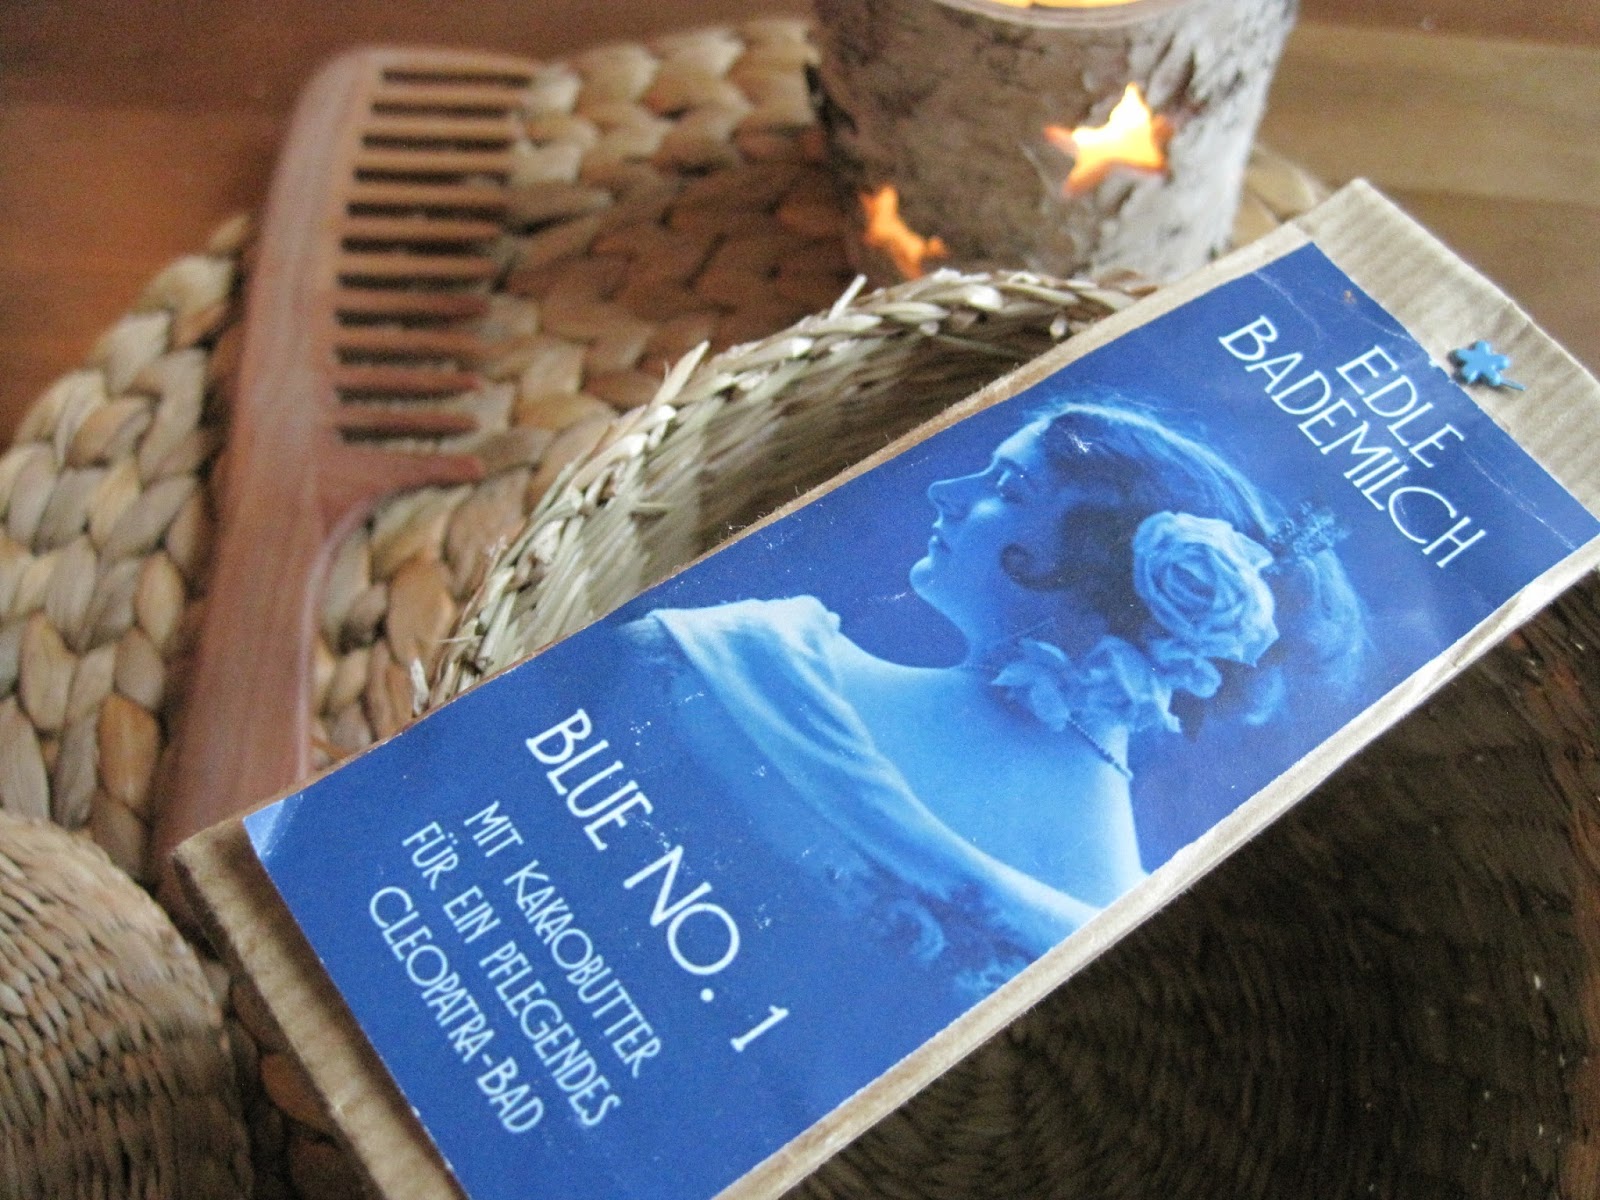 EDLE
BADEMILCH
BLUE NO. 1
MIT KAKAOBUTTER
FÜR EIN PFLEGENDES
CLEOPATRA-BAD